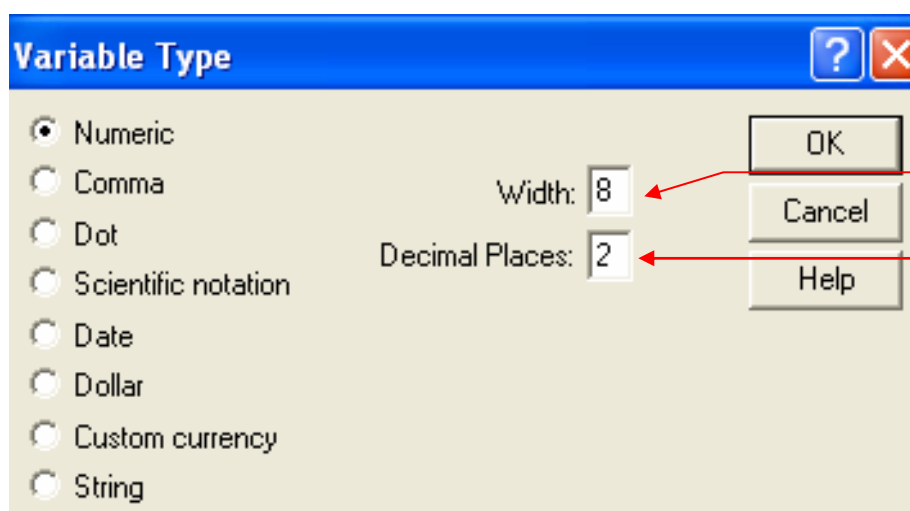 Variable Type
Numeric
Comma
Dot
Scientific notation
Date
Dollar
Custom currency
String
Width: 8
Decimal Places: 2
OK
Cancel
Help